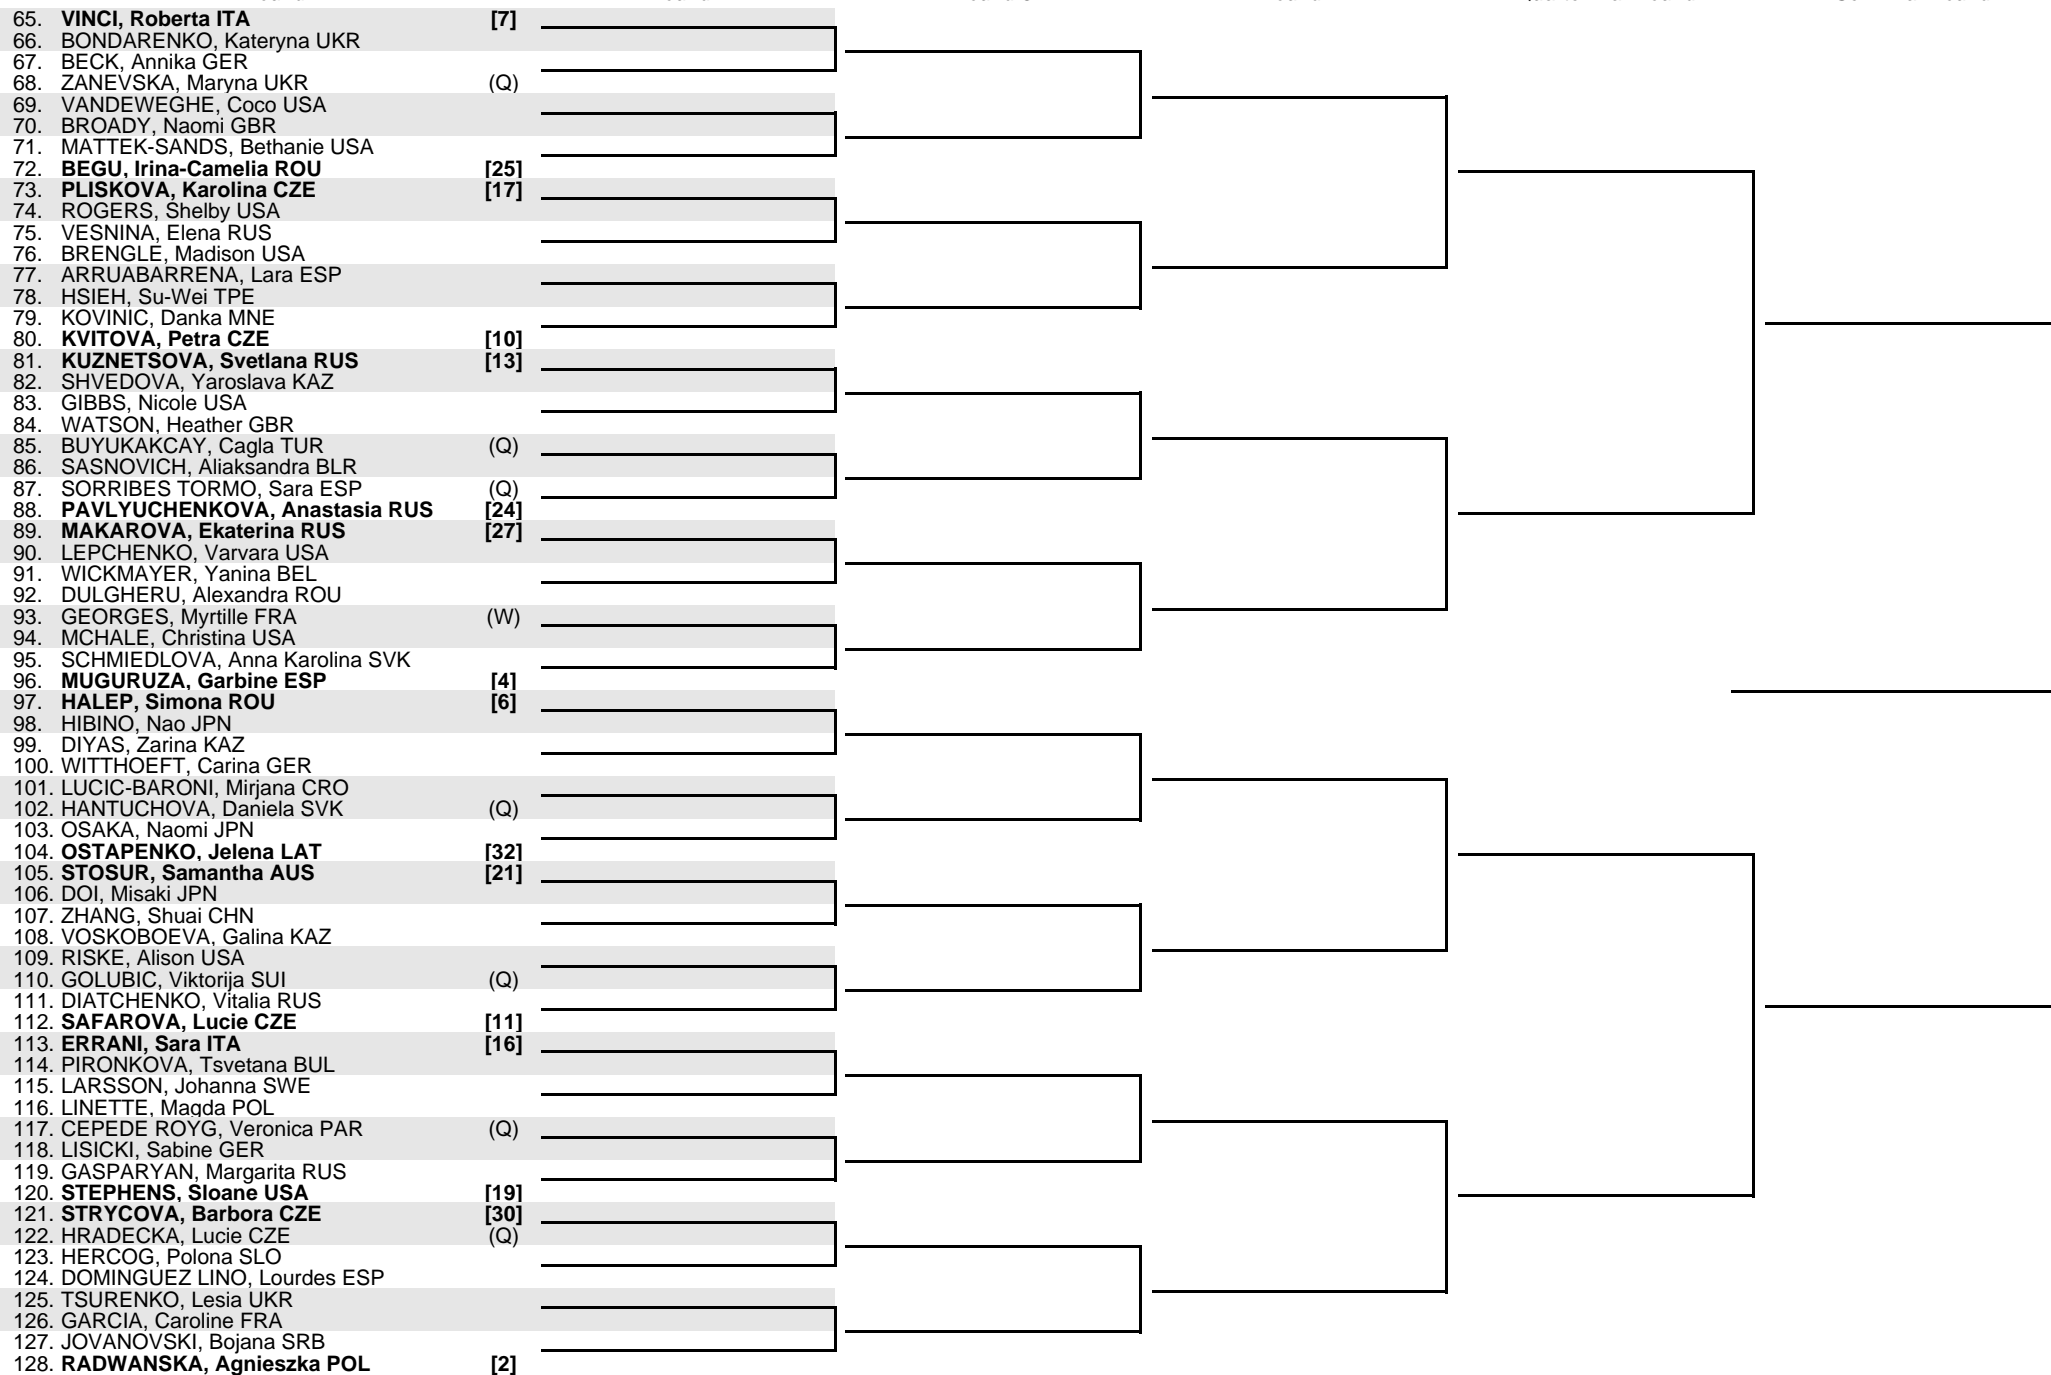 65. VINCI, Roberta ITA [7]
66. BONDARENKO, Kateryna UKR
67. BECK, Annika GER
68. ZANEVSKA, Maryna UKR (Q)
69. VANDEWEGHE, Coco USA
70. BROADY, Naomi GBR
71. MATTEK-SANDS, Bethanie USA
72. BEGU, Irina-Camelia ROU [25]
73. PLISKOVA, Karolina CZE [17]
74. ROGERS, Shelby USA
75. VESNINA, Elena RUS
76. BRENGLE, Madison USA
77. ARRUABARRENA, Lara ESP
78. HSIEH, Su-Wei TPE
79. KOVINIC, Danka MNE
80. KVITOVA, Petra CZE [10]
81. KUZNETSOVA, Svetlana RUS [13]
82. SHVEDOVA, Yaroslava KAZ
83. GIBBS, Nicole USA
84. WATSON, Heather GBR
85. BUYUKAKCAY, Cagla TUR (Q)
86. SASNOVICH, Aliaksandra BLR
87. SORRIBES TORMO, Sara ESP (Q)
88. PAVLYUCHENKOVA, Anastasia RUS [24]
89. MAKAROVA, Ekaterina RUS [27]
90. LEPCHENKO, Varvara USA
91. WICKMAYER, Yanina BEL
92. DULGHERU, Alexandra ROU
93. GEORGES, Myrtille FRA (W)
94. MCHALE, Christina USA
95. SCHMIEDLOVA, Anna Karolina SVK
96. MUGURUZA, Garbine ESP [4]
97. HALEP, Simona ROU [6]
98. HIBINO, Nao JPN
99. DIYAS, Zarina KAZ
100. WITTHOEFT, Carina GER
101. LUCIC-BARONI, Mirjana CRO
102. HANTUCHOVA, Daniela SVK (Q)
103. OSAKA, Naomi JPN
104. OSTAPENKO, Jelena LAT [32]
105. STOSUR, Samantha AUS [21]
106. DOI, Misaki JPN
107. ZHANG, Shuai CHN
108. VOSKOBOEVA, Galina KAZ
109. RISKE, Alison USA
110. GOLUBIC, Viktorija SUI (Q)
111. DIATCHENKO, Vitalia RUS
112. SAFAROVA, Lucie CZE [11]
113. ERRANI, Sara ITA [16]
114. PIRONKOVA, Tsvetana BUL
115. LARSSON, Johanna SWE
116. LINETTE, Magda POL
117. CEPEDE ROYG, Veronica PAR (Q)
118. LISICKI, Sabine GER
119. GASPARYAN, Margarita RUS
120. STEPHENS, Sloane USA [19]
121. STRYCOVA, Barbora CZE [30]
122. HRADECKA, Lucie CZE (Q)
123. HERCOG, Polona SLO
124. DOMINGUEZ LINO, Lourdes ESP
125. TSURENKO, Lesia UKR
126. GARCIA, Caroline FRA
127. JOVANOVSKI, Bojana SRB
128. RADWANSKA, Agnieszka POL [2]